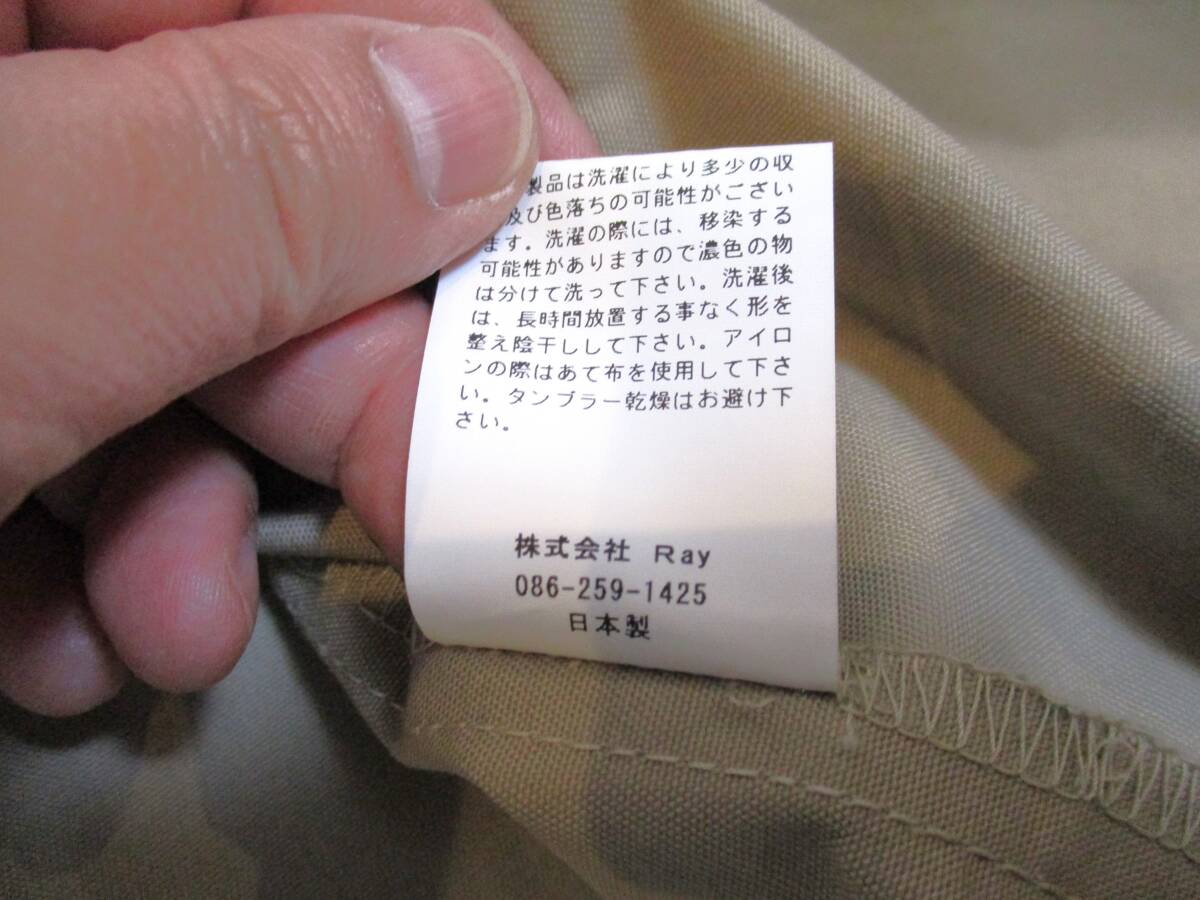 製品は洗濯により多少の収
及び色落ちの可能性がござい
ます。洗濯の際には、移染する
可能性がありますので濃色の物
は分けて洗って下さい。洗濯後
は、長時間放置する事なく形を
整え陰干しして下さい。アイロ
ンの際はあて布を使用して下さ
い。タンブラー乾燥はお避け下
さい。
株式会社 Ray
086-259-1425
日本製